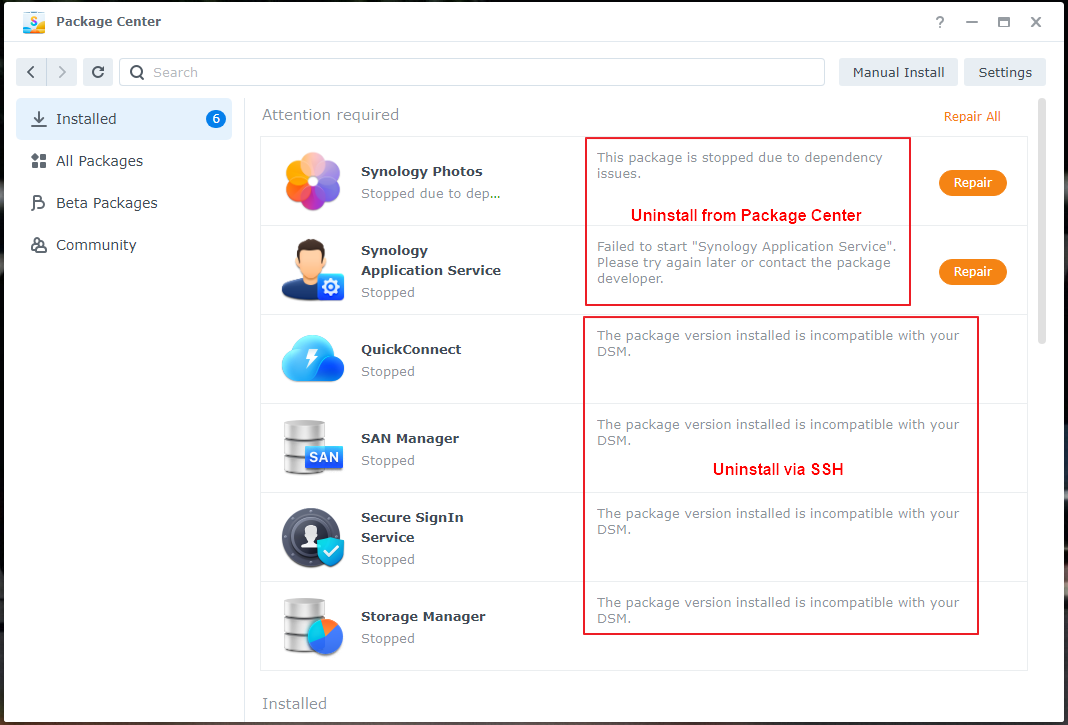 Package Center
?
Search
Manual Install
Settings
Installed
6
All Packages
Beta Packages
Community
Attention required
Repair All
Synology Photos
Stopped due to dep...
This package is stopped due to dependency
issues.
Repair
Uninstall from Package Center
Synology
Application Service
Stopped
Failed to start "Synology Application Service".
Please try again later or contact the package
developer.
Repair
QuickConnect
Stopped
The package version installed is incompatible with your
DSM.
SAN
SAN Manager
Stopped
The package version installed is incompatible with your
DSM.
Uninstall via SSH
Secure SignIn
Service
Stopped
The package version installed is incompatible with your
DSM.
Storage Manager
Stopped
The package version installed is incompatible with your
DSM.
Installed